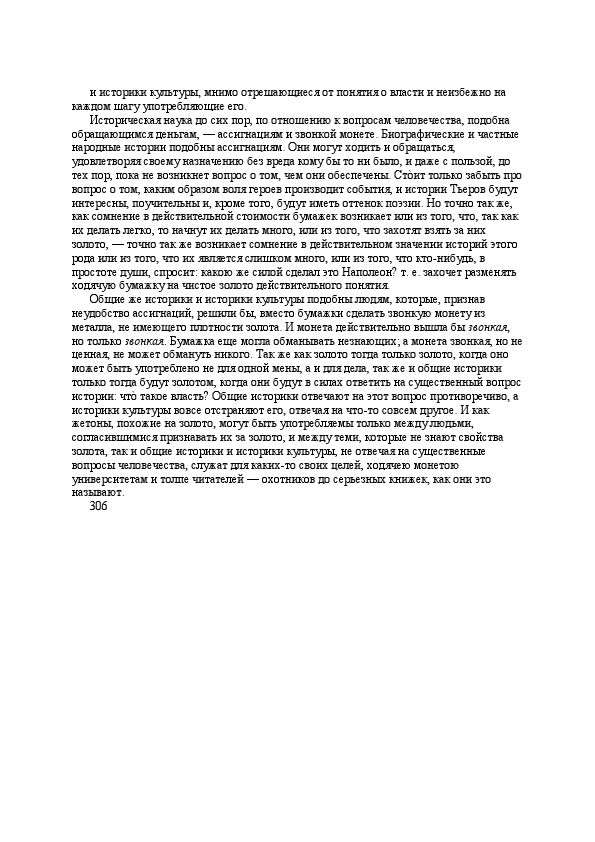 и историки культуры, мнимо отрешающиеся от понятия о власти и неизбежно на
каждом шагу употребляющие его.
Историческая наука до сих пор, по отношению к вопросам человечества, подобна
обращающимся деньгам, — ассигнациям и звонкой монете. Биографические и частные
народные истории подобны ассигнациям. Они могут ходить и обращаться,
удовлетворяя своему назначению без вреда кому бы то ни было, и даже с пользой, до
тех пор, пока не возникнет вопрос о том, чем они обеспечены. Сто̀ит только забыть про
вопрос о том, каким образом воля героев производит события, и истории Тьеров будут
интересны, поучительны и, кроме того, будут иметь оттенок поэзии. Но точно так же,
как сомнение в действительной стоимости бумажек возникает или из того, что, так как
их делать легко, то начнут их делать много, или из того, что захотят взять за них
золото, — точно так же возникает сомнение в действительном значении историй этого
рода или из того, что их является слишком много, или из того, что кто-нибудь, в
простоте души, спросит: какою же силой сделал это Наполеон? т. е. захочет разменять
ходячую бумажку на чистое золото действительного понятия.
Общие же историки и историки культуры подобны людям, которые, признав
неудобство ассигнаций, решили бы, вместо бумажки сделать звонкую монету из
металла, не имеющего плотности золота. И монета действительно вышла бы звонкая,
но только звонкая. Бумажка еще могла обманывать незнающих; а монета звонкая, но не
ценная, не может обмануть никого. Так же как золото тогда только золото, когда оно
может быть употреблено не для одной мены, а и для дела, так же и общие историки
только тогда будут золотом, когда они будут в силах ответить на существенный вопрос
истории: что̀ такое власть? Общие историки отвечают на этот вопрос противоречиво, а
историки культуры вовсе отстраняют его, отвечая на что-то совсем другое. И как
жетоны, похожие на золото, могут быть употребляемы только между людьми,
согласившимися признавать их за золото, и между теми, которые не знают свойства
золота, так и общие историки и историки культуры, не отвечая на существенные
вопросы человечества, служат для каких-то своих целей, ходячею монетою
университетам и толпе читателей — охотников до серьезных книжек, как они это
называют.
306